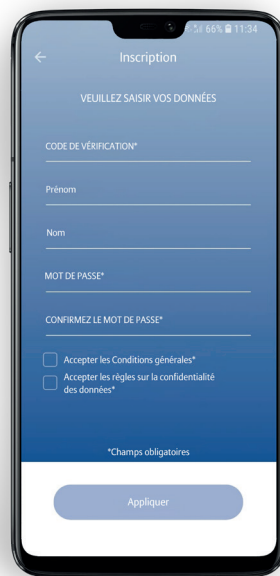 66% 11:34
Inscription
VEUILLEZ SAISIR VOS DONNÉES
CODE DE VÉRIFICATION*
Prénom
Nom
MOT DE PASSE*
CONFIRMEZ LE MOT DE PASSE*
Accepter les Conditions générales*
Accepter les règles sur la confidentialité
des données*
*Champs obligatoires
Appliquer